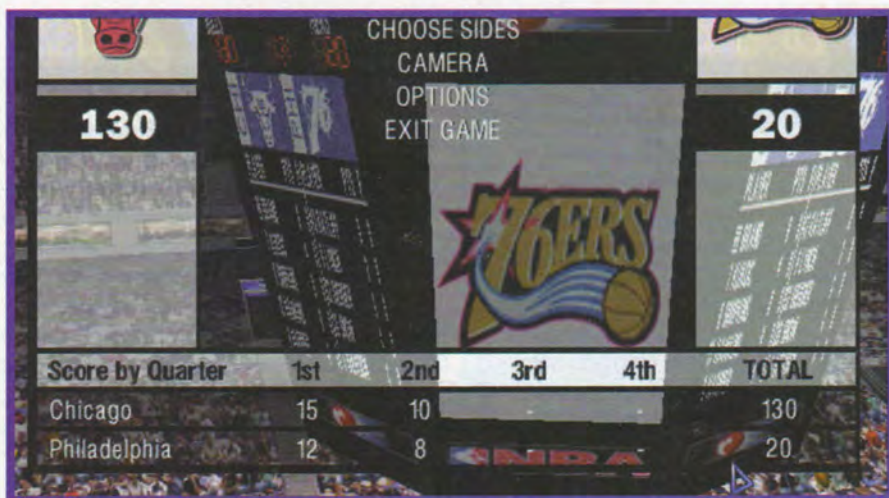 CHOOSE SIDES
CAMERA
OPTIONS
EXIT GAME
130
20
76ERS
Score by Quarter 1st 2nd 3rd 4th TOTAL
Chicago 15 10 130
Philadelphia 12 8 20